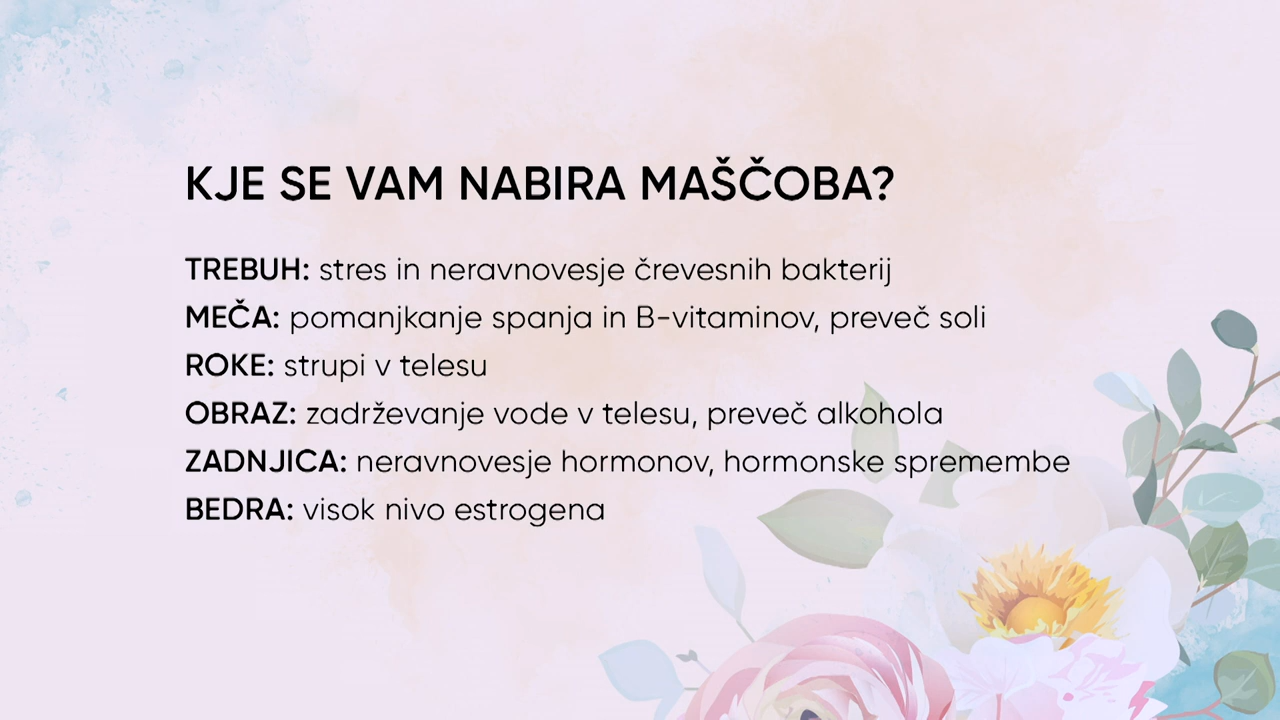 KJE SE VAM NABIRA MAŠČOBA?
TREBUH: stres in neravnovesje črevesnih bakterij
MEČA: pomanjkanje spanja in B-vitaminov, preveč soli
ROKE: strupi v telesu
OBRAZ: zadrževanje vode v telesu, preveč alkohola
ZADNJICA: neravnovesje hormonov, hormonske spremembe
BEDRA: visok nivo estrogena